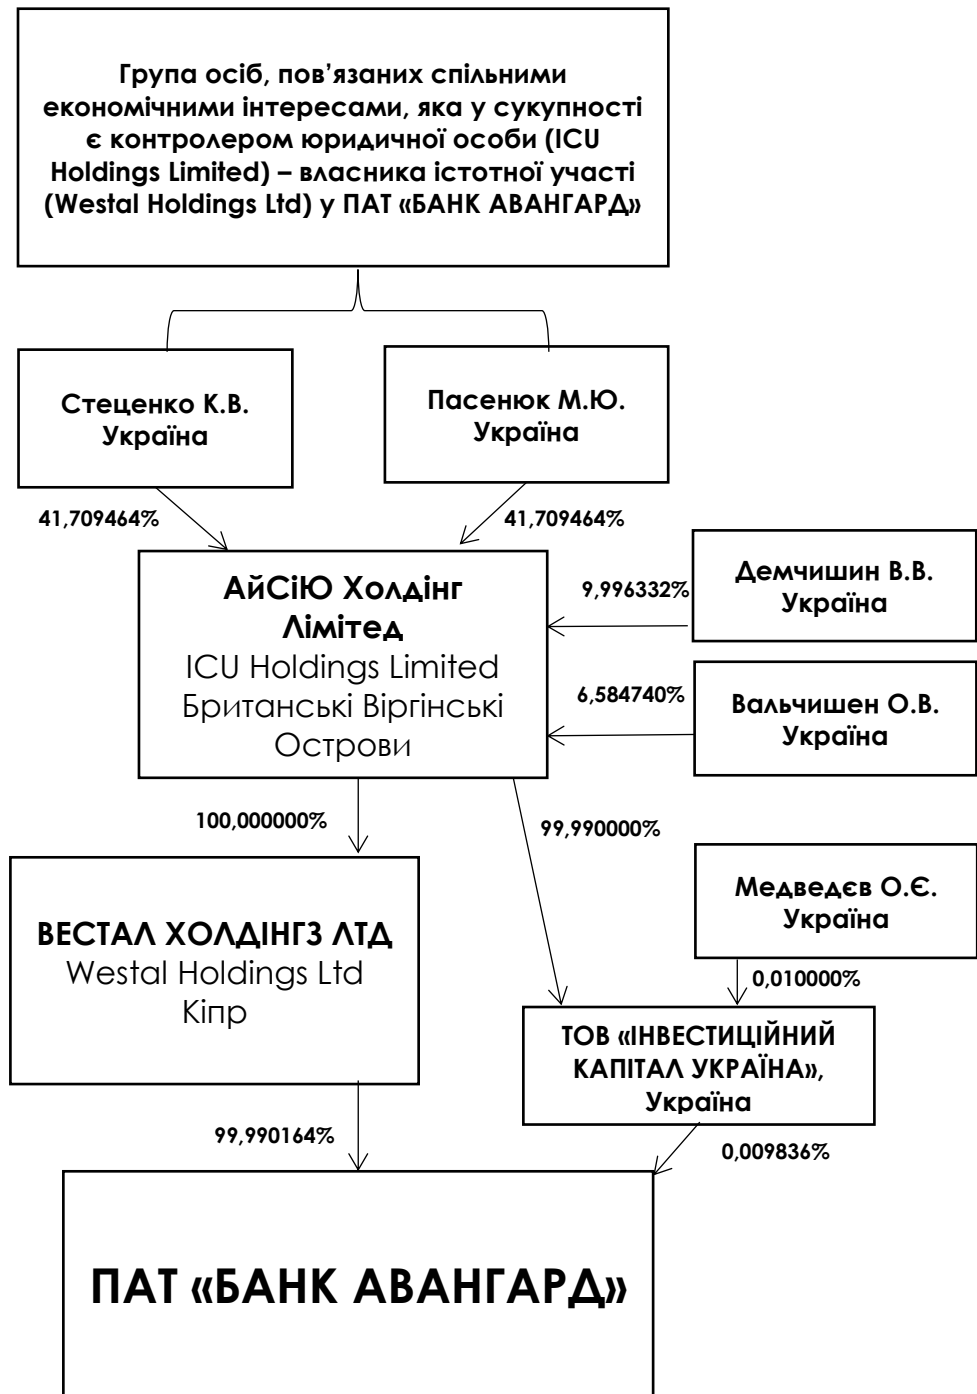 Група осіб, пов’язаних спільними
економічними інтересами, яка у сукупності
є контролером юридичної особи (ICU
Holdings Limited) – власника істотної участі
(Westal Holdings Ltd) у ПАТ «БАНК АВАНГАРД»
Стеценко К.В.
Україна
Пасенюк М.Ю.
Україна
41,709464%
41,709464%
АйСіЮ Холдінг
Лімітед
ICU Holdings Limited
Британські Віргінські
Острови
9,996332%
Демчишин В.В.
Україна
6,584740%
Вальчишен О.В.
Україна
100,000000%
99,990000%
ВЕСТАЛ ХОЛДІНГЗ ЛТД
Westal Holdings Ltd
Кіпр
Медведєв О.Є.
Україна
0,010000%
ТОВ «ІНВЕСТИЦІЙНИЙ
КАПІТАЛ УКРАЇНА»,
Україна
99,990164%
0,009836%
ПАТ «БАНК АВАНГАРД»